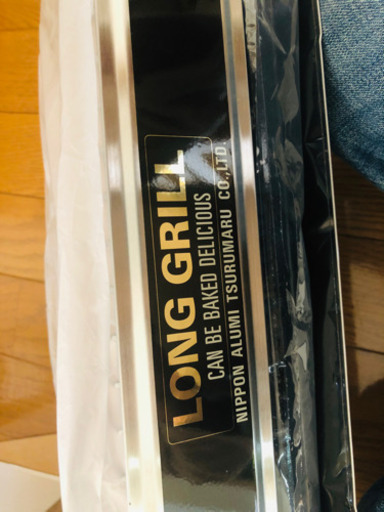 LONG GRILL
CAN BE BAKED DELICIOUS
NIPPON ALUMI TSURUMARU CO.,LTD.